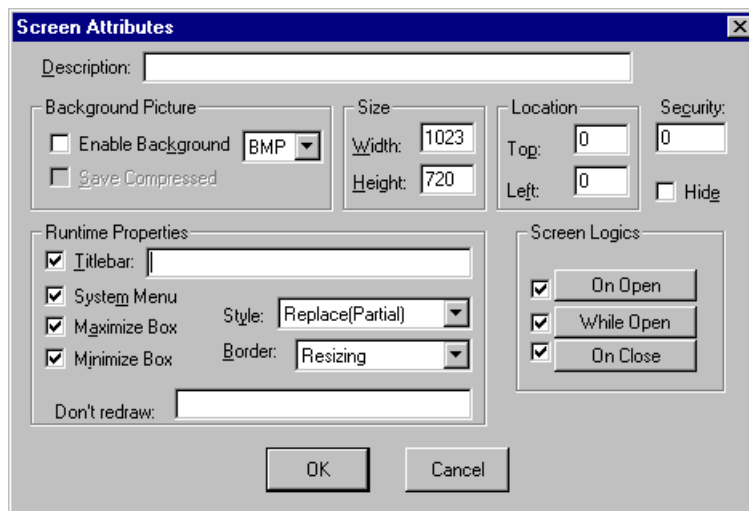 Screen Attributes
Description:
Background Picture
Enable Background BMP
Save Compressed
Size
Width: 1023
Height: 720
Location
Top: 0
Left: 0
Security:
0
Hide
Runtime Properties
Titlebar:
System Menu
Maximize Box
Minimize Box
Style: Replace(Partial)
Border: Resizing
Don't redraw:
Screen Logics
On Open
While Open
On Close
OK Cancel